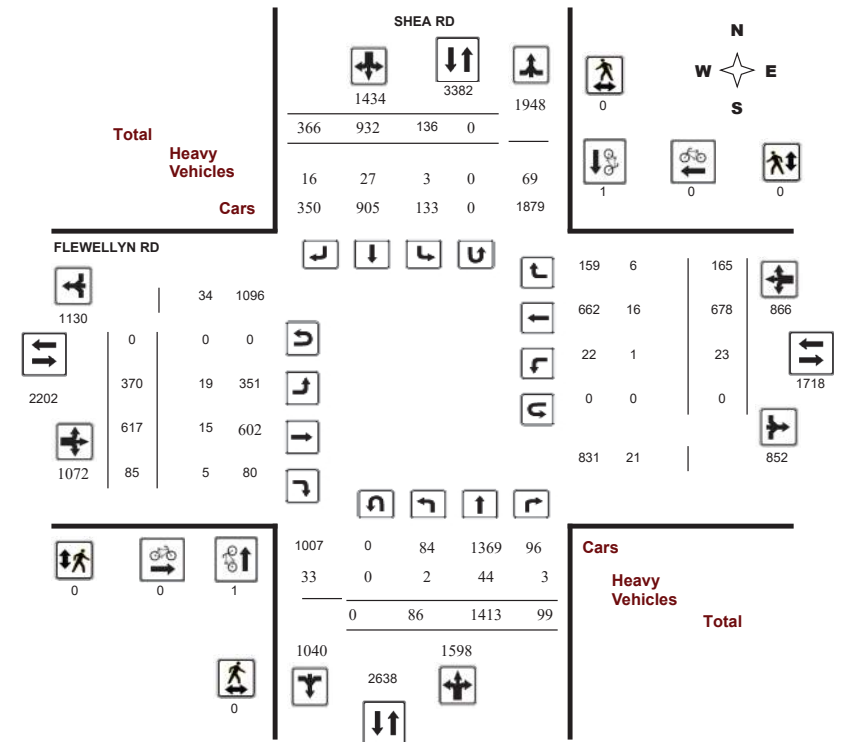 SHEA RD
N
W E
S
1434
3382
1948
0
366 932 136 0
Total
Heavy
Vehicles
Cars
16 27 3 0 69
350 905 133 0 1879
1 0 0
FLEWELLYN RD
1130
34 1096
0 0 0
2202
370 19 351
617 15 602
1072
85 5 80
159 6 165
866
662 16 678
22 1 23
1718
0 0 0
831 21
852
1007 0 84 1369 96
33 0 2 44 3
0 86 1413 99
1040
1598
2638
0 0 1
0
Cars
Heavy
Vehicles
Total